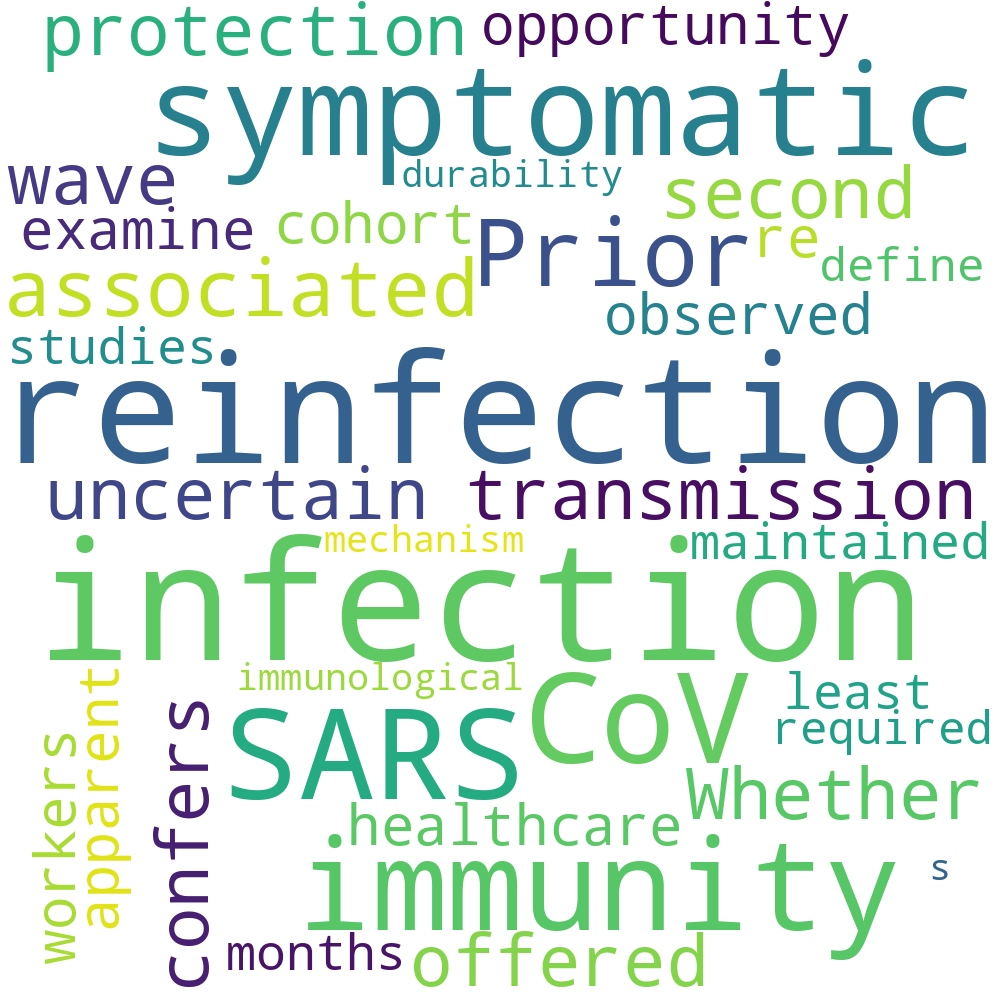 protection opportunity
symptomatic
wave durability second
examine cohort Prior re
associated define
studies observed
reinfection
uncertain transmission
mechanism maintained
infection
immunological CoV least
SARS required
workers apparent confers Whether
healthcare
immunity s
months offered